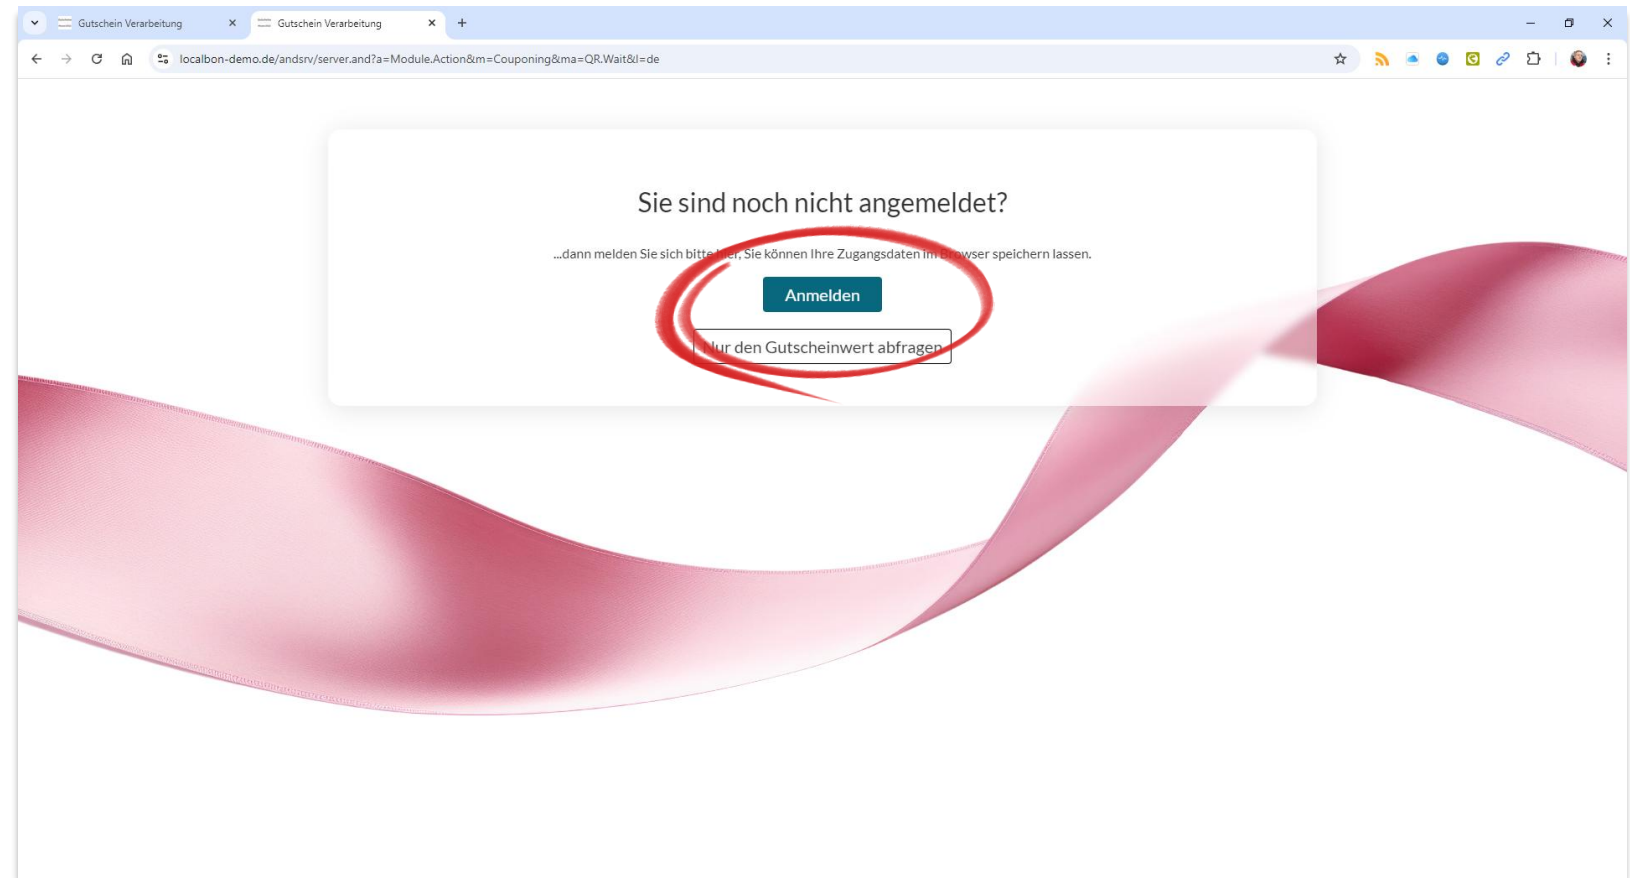 Gutschein Verarbeitung
Gutschein Verarbeitung
localbon-demo.de/andsrv/server.and?a=Module.Action&m=Couponing&ma=QR.Wait&l=de
Sie sind noch nicht angemeldet?
...dann melden Sie sich bitte hier, Sie können Ihre Zugangsdaten im Browser speichern lassen.
Anmelden
Nur den Gutscheinwert abfragen